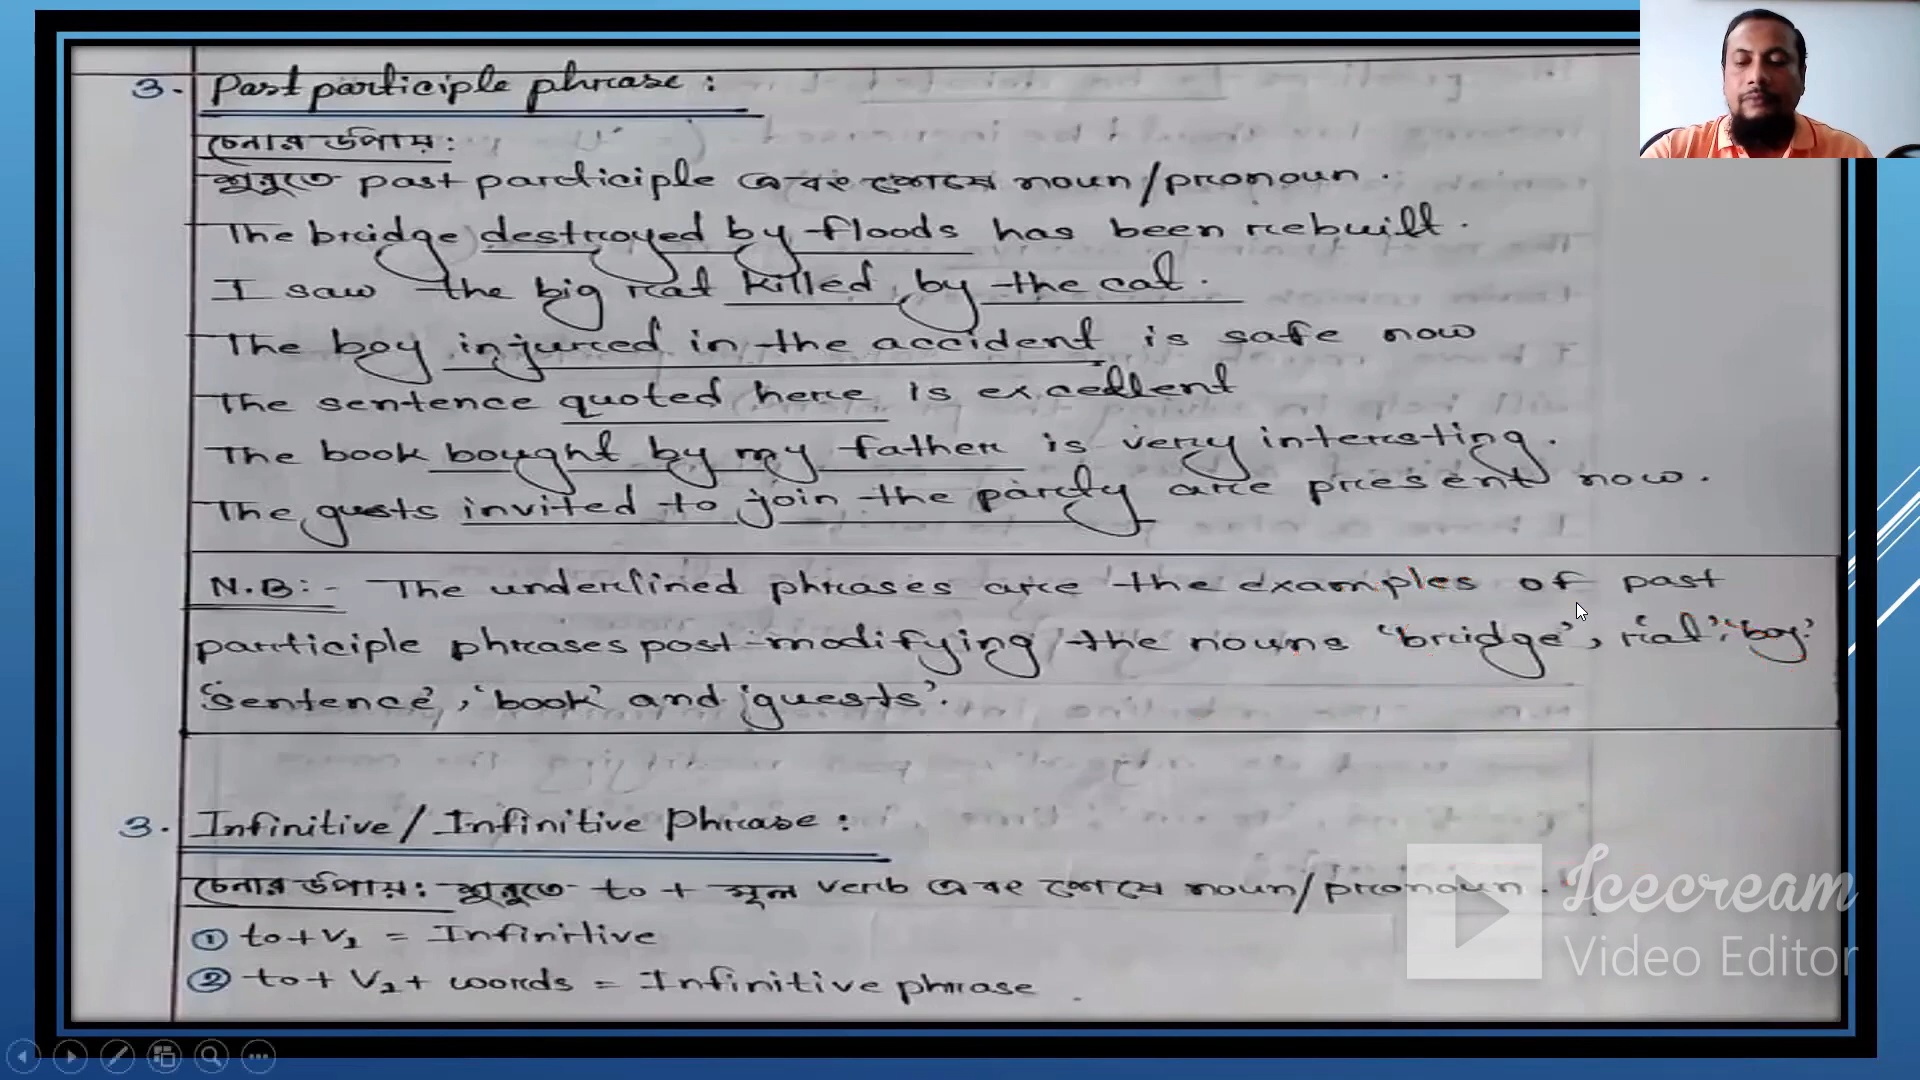 3. Past participle phrase :
চেনার উপায় :
শুরুতে past participle এবং শেষে noun/pronoun.
The bridge destroyed by floods has been rebuilt.
I saw the big rat killed by the cat.
The boy injured in the accident is safe now
The sentence quoted here is excellent
The book bought by my father is very interesting.
The guests invited to join the party are present now.
N.B:- The underlined phrases are the examples of past
participle phrases post-modifying the nouns 'bridge', rat' 'boy'
'sentence', 'book' and 'guests'.
3. Infinitive / Infinitive phrase :
চেনার উপায় : শুরুতে to + মূল verb এবং শেষে noun/pronoun.
① to+V₁ = Infinitive
② to+ V₁+ words = Infinitive phrase.
Icecream
Video Editor